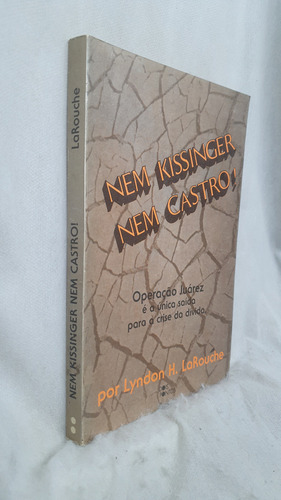 LaRouche
NEM KISSINGER NEM CASTRO!
NEM KISSINGER
NEM CASTRO!
Operação Juárez
é a única saída
para a crise da dívida.
por Lyndon H. LaRouche